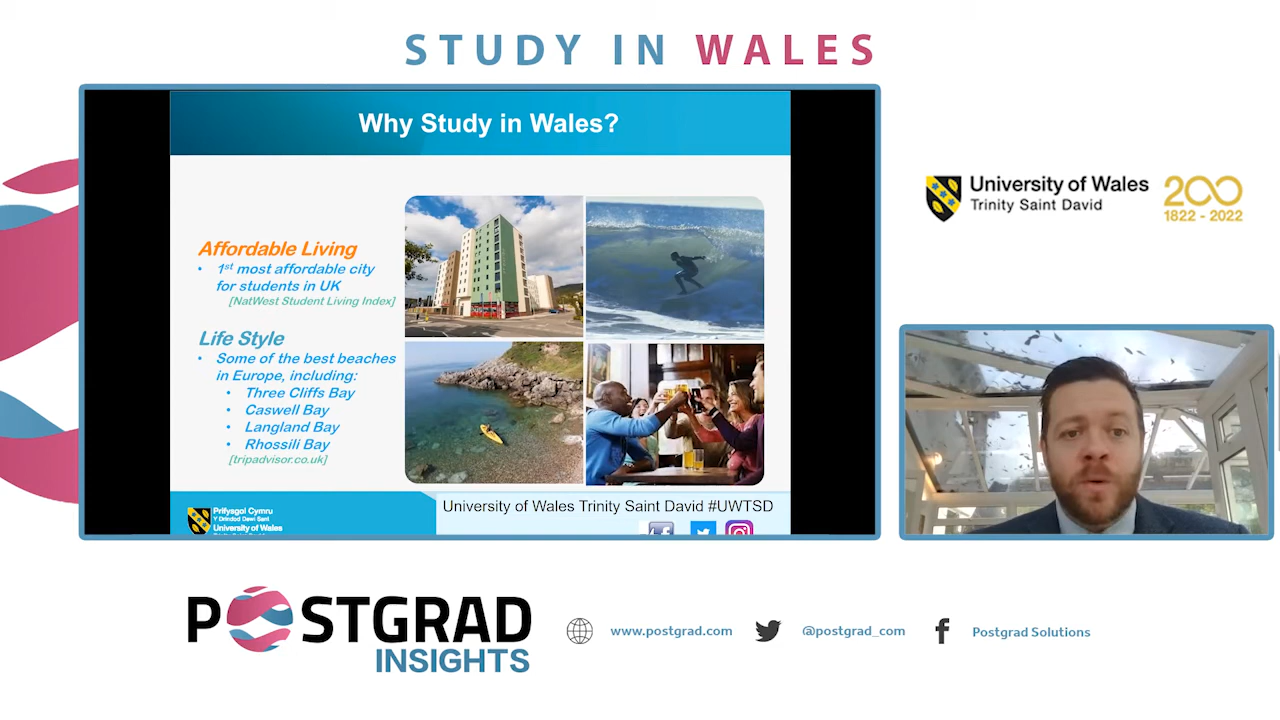 STUDY IN WALES
Why Study in Wales?
Affordable Living
• 1st most affordable city
for students in UK
[NatWest Student Living Index]
Life Style
• Some of the best beaches
in Europe, including:
• Three Cliffs Bay
• Caswell Bay
• Langland Bay
• Rhossili Bay
[tripadvisor.co.uk]
Prifysgol Cymru
Y Drindod Dewi Sant
University of Wales
University of Wales Trinity Saint David #UWTSD
University of Wales
Trinity Saint David
200
1822 - 2022
POSTGRAD
INSIGHTS
www.postgrad.com
@postgrad_com
Postgrad Solutions